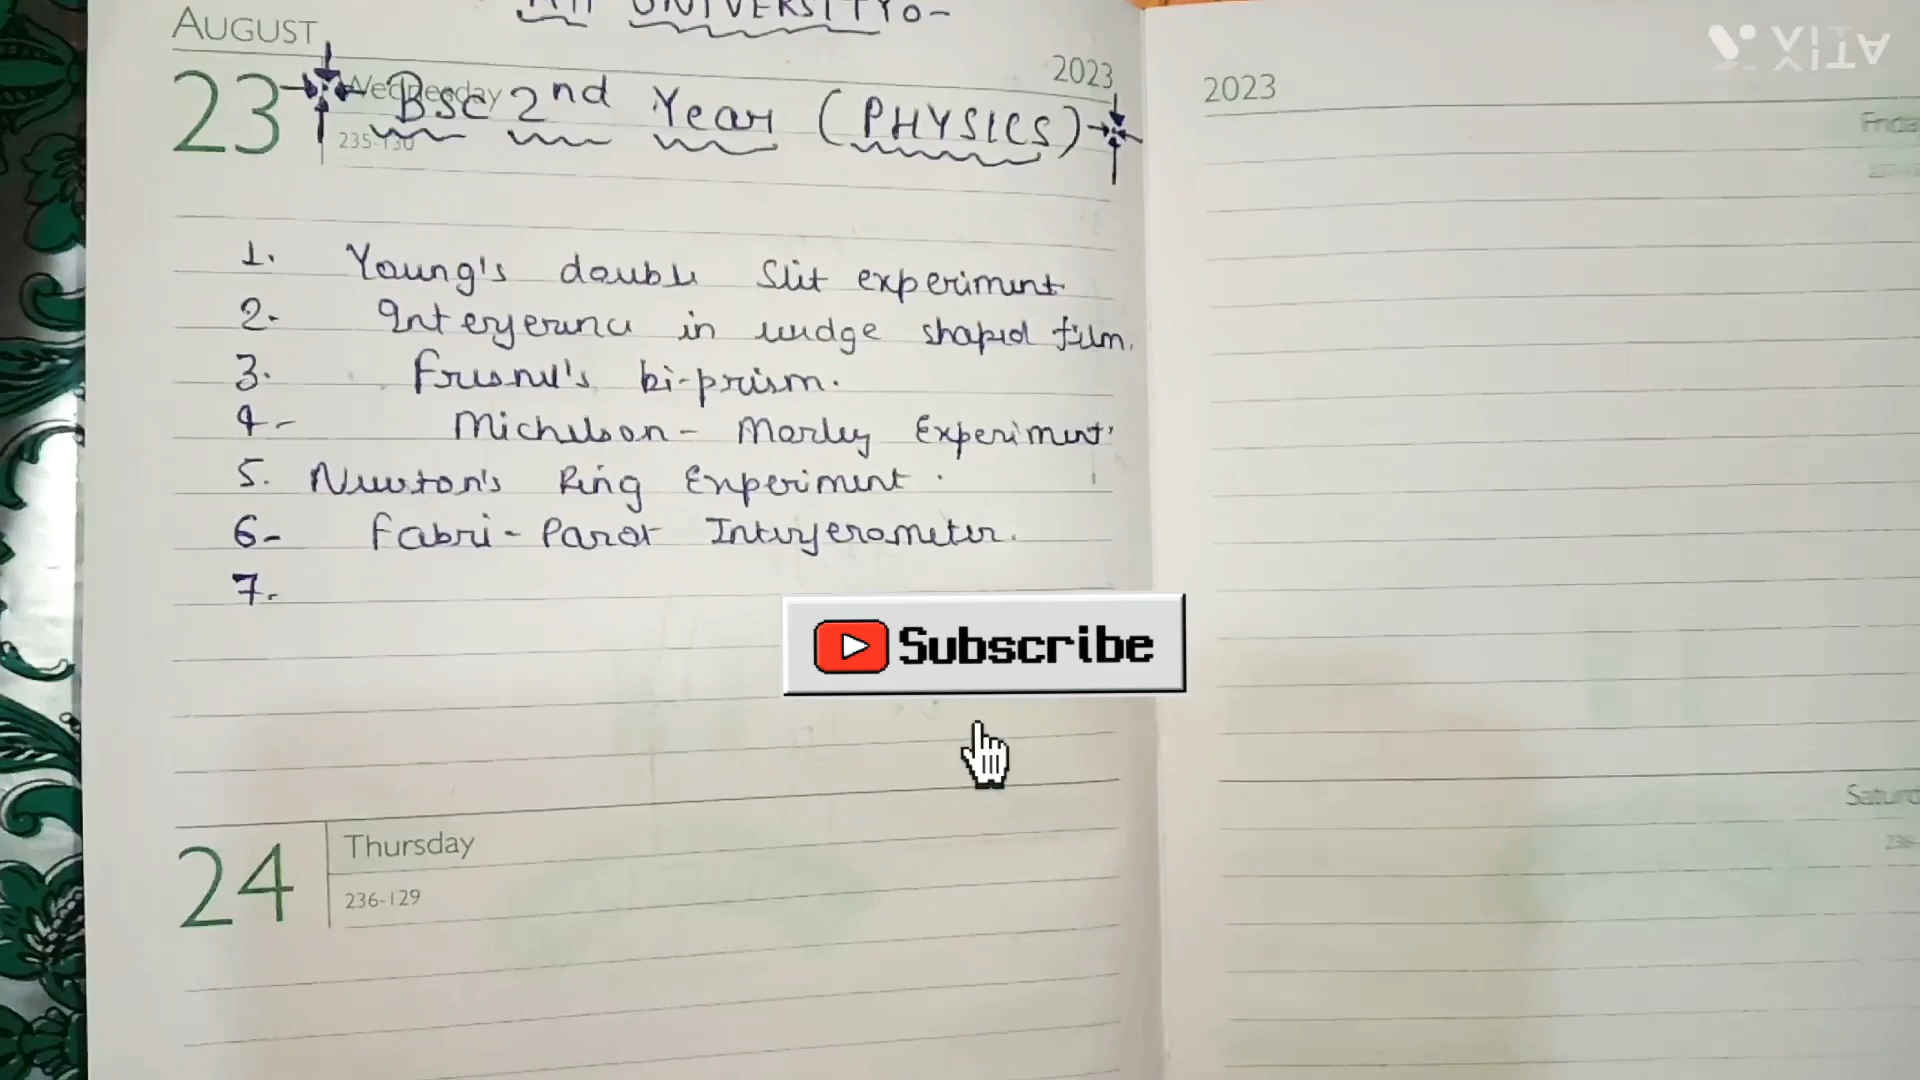 UNIVERSITY o-
AUGUST
2023
23
Wednesday
Bsc 2nd Year (PHYSICS)
235-130
1. Young's double Slit experiment.
2. Interference in wedge shaped film.
3. Fresnel's bi-prism.
4- Michelson - Morley Experiment.
5. Newton's Ring Experiment.
6- Fabri - Parot Interferometer.
7.
Subscribe
24
Thursday
236-129
VITA
2023